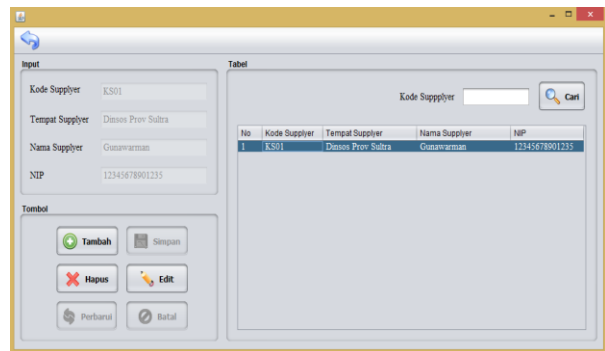 Input
Kode Supplyer KS01
Tempat Supplyer Dinsos Prov Sultra
Nama Supplyer Gunawarman
NIP 12345678901235
Tombol
Tambah Simpan
Hapus Edit
Perbarui Batal
Tabel
Kode Suppplyer Cari
No Kode Supplyer Tempat Supplyer Nama Supplyer NIP
1 KS01 Dinsos Prov Sultra Gunawarman 12345678901235